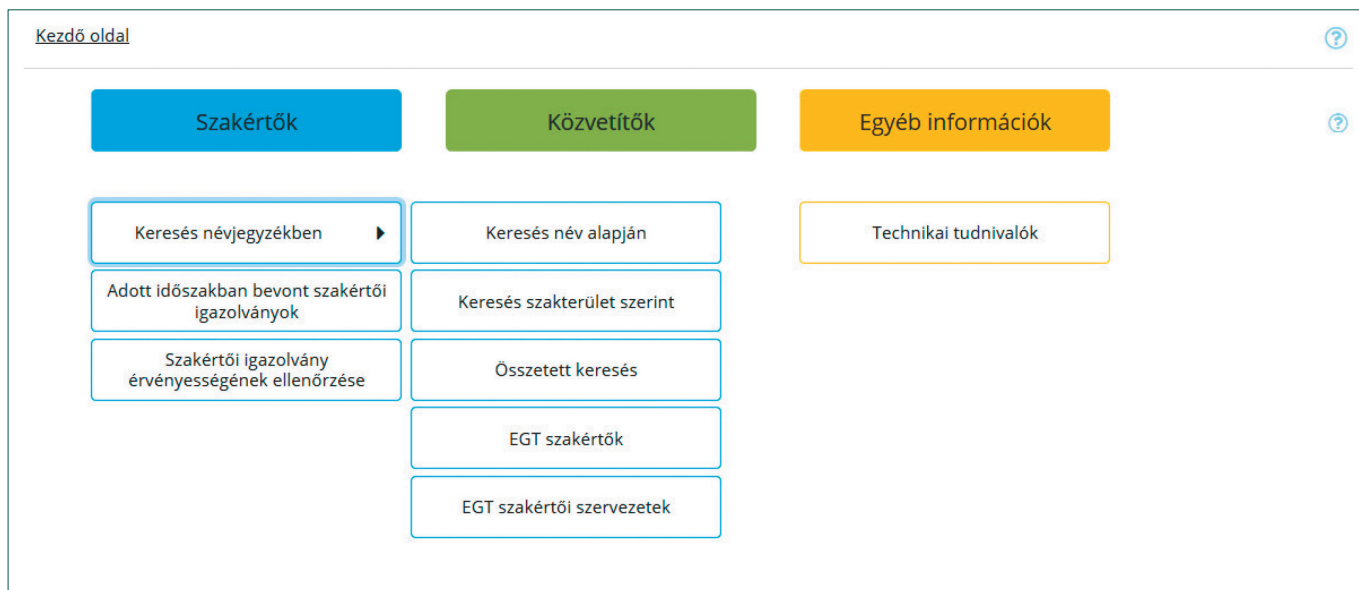 Kezdő oldal
Szakértők
Közvetítők
Egyéb információk
Keresés névjegyzékben
Keresés név alapján
Technikai tudnivalók
Adott időszakban bevont szakértői
igazolványok
Keresés szakterület szerint
Szakértői igazolvány
érvényességének ellenőrzése
Összetett keresés
EGT szakértők
EGT szakértői szervezetek